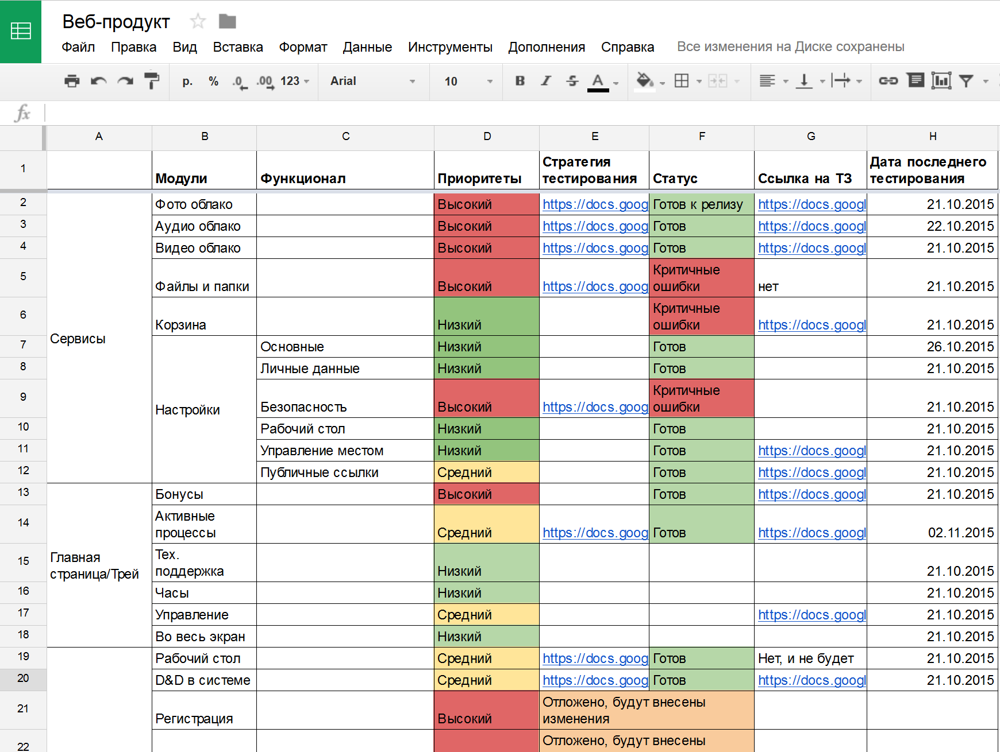 Веб-продукт
Файл Правка Вид Вставка Формат Данные Инструменты Дополнения Справка Все изменения на Диске сохранены
р. % .0 .00 123 Arial 10 B I S A
fx
A B C D E F G H
1 Модули Функционал Приоритеты Стратегия тестирования Статус Ссылка на ТЗ Дата последнего тестирования
2 Фото облако Высокий https://docs.goog Готов к релизу https://docs.googl 21.10.2015
3 Аудио облако Высокий https://docs.goog Готов https://docs.googl 22.10.2015
4 Видео облако Высокий https://docs.goog Готов https://docs.googl 21.10.2015
5 Файлы и папки Высокий https://docs.goog Критичные ошибки нет 21.10.2015
6 Корзина Низкий Критичные ошибки https://docs.googl 21.10.2015
Сервисы
7 Основные Низкий Готов 26.10.2015
8 Личные данные Низкий Готов 21.10.2015
9 Настройки Безопасность Высокий https://docs.goog Критичные ошибки 21.10.2015
10 Рабочий стол Низкий Готов 21.10.2015
11 Управление местом Низкий Готов https://docs.googl 21.10.2015
12 Публичные ссылки Средний Готов https://docs.googl 21.10.2015
13 Бонусы Высокий Готов https://docs.googl 21.10.2015
14 Активные процессы Средний https://docs.goog Готов https://docs.googl 02.11.2015
Главная страница/Трей
15 Тех. поддержка Низкий 21.10.2015
16 Часы Низкий 21.10.2015
17 Управление Средний https://docs.googl 21.10.2015
18 Во весь экран Низкий 21.10.2015
19 Рабочий стол Средний https://docs.goog Готов Нет, и не будет 21.10.2015
20 D&D в системе Средний https://docs.goog Готов https://docs.googl 21.10.2015
21 Регистрация Высокий Отложено, будут внесены изменения
22 Отложено, будут внесены